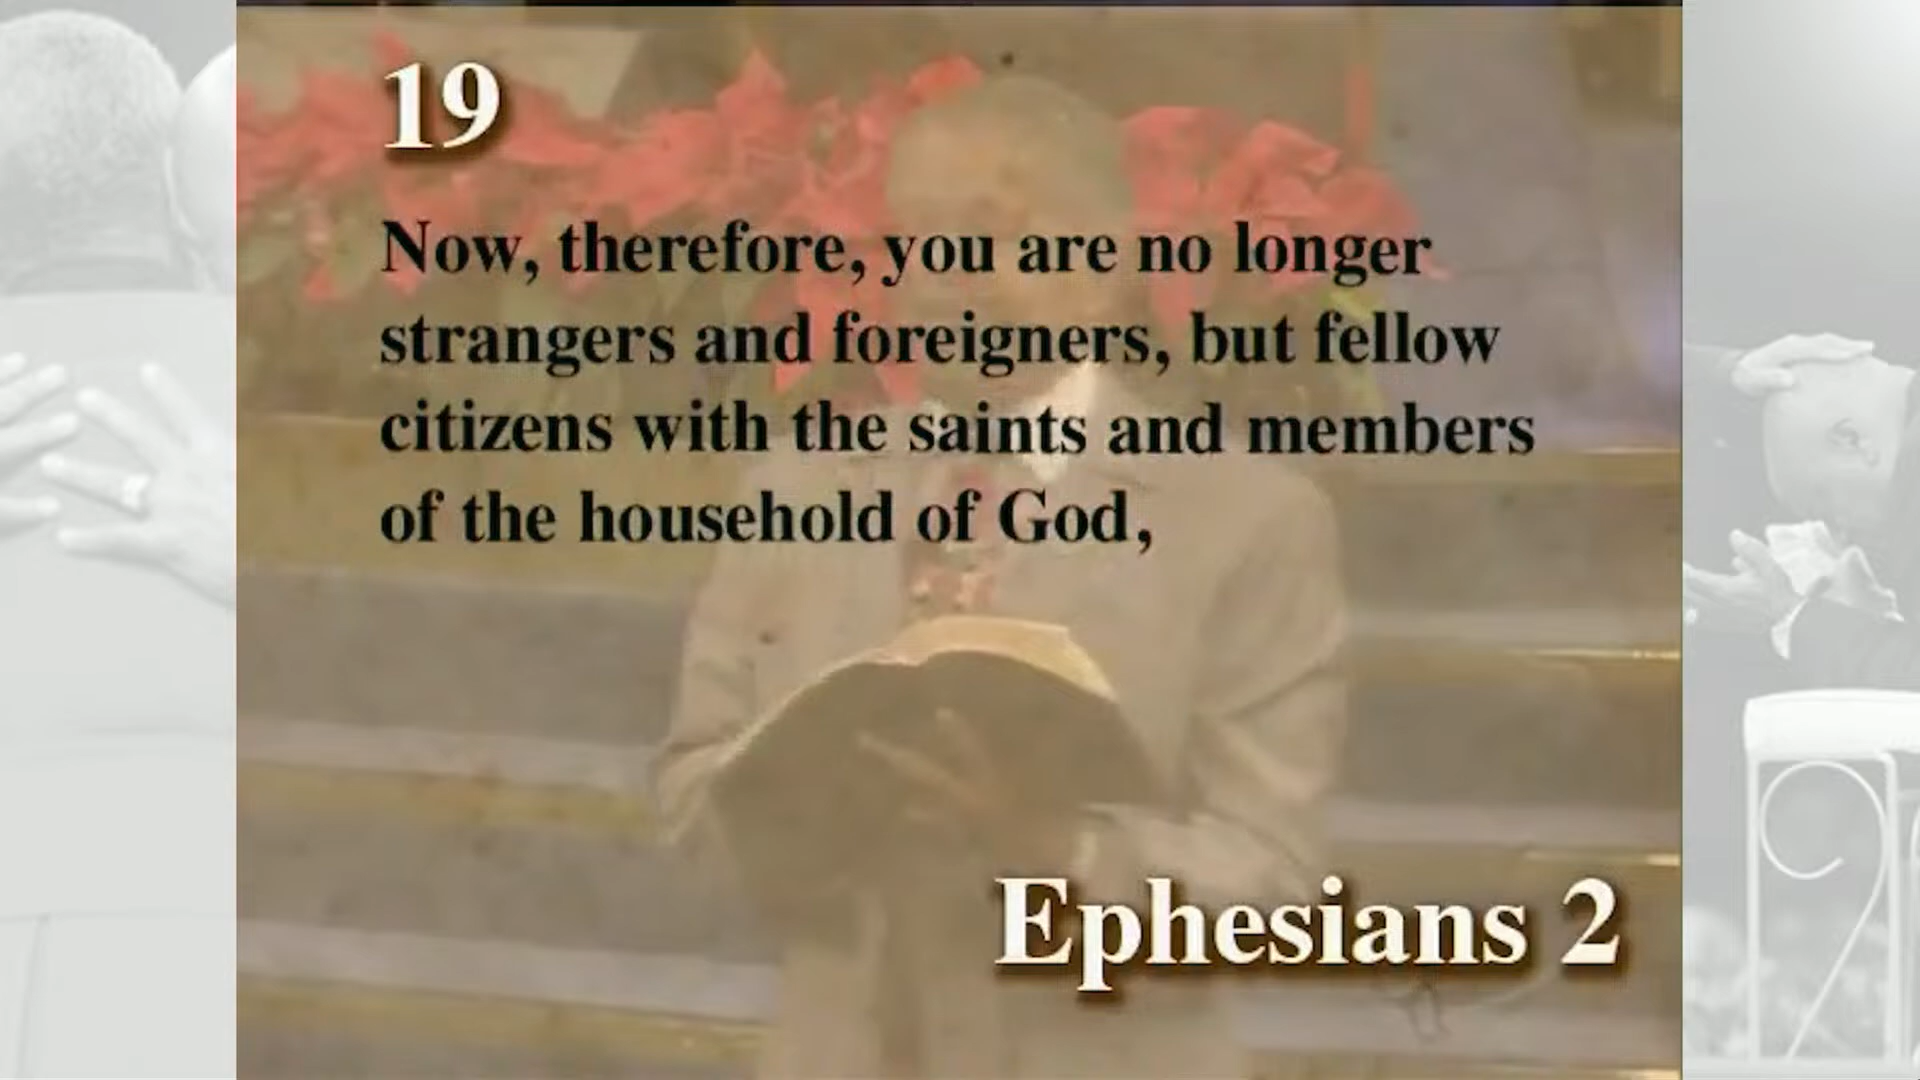 19
Now, therefore, you are no longer
strangers and foreigners, but fellow
citizens with the saints and members
of the household of God,
Ephesians 2